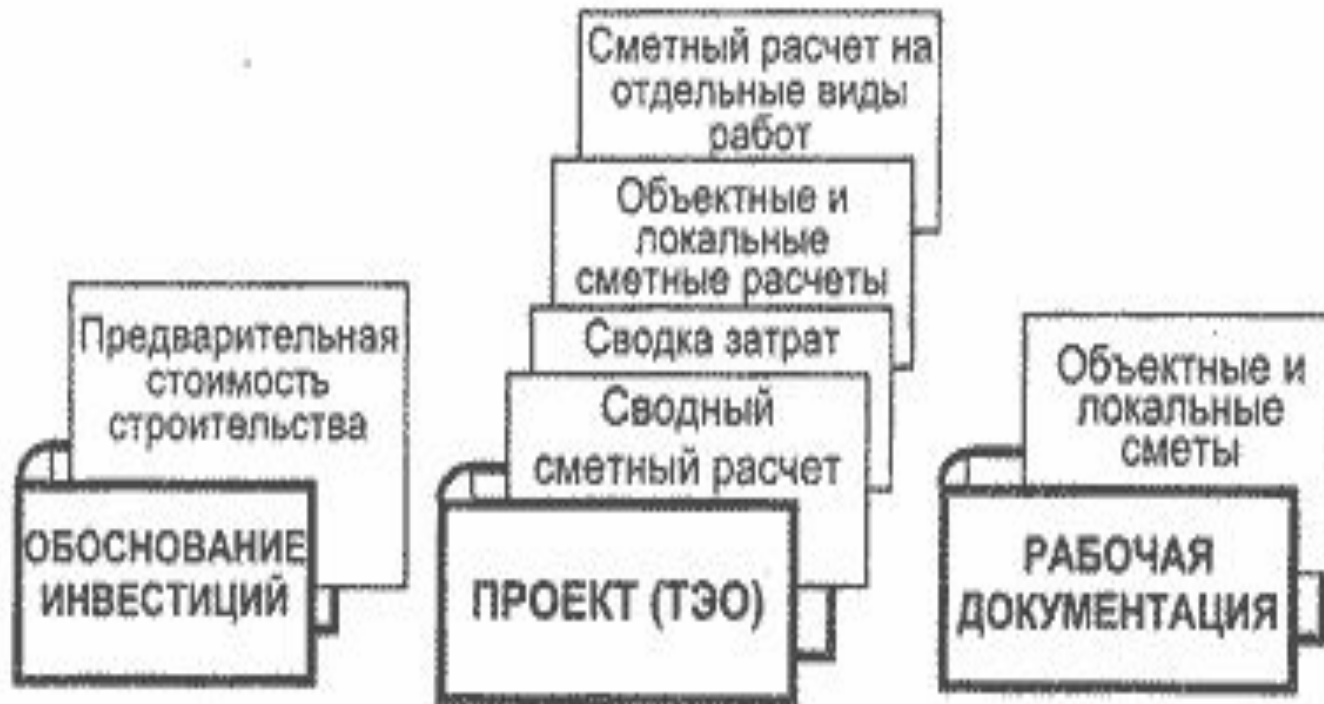 Сметный расчет на
отдельные виды
работ
Объектные и
локальные
сметные расчеты
Сводка затрат
Сводный
сметный расчет
ПРОЕКТ (ТЭО)
Предварительная
стоимость
строительства
ОБОСНОВАНИЕ
ИНВЕСТИЦИЙ
Объектные и
локальные
сметы
РАБОЧАЯ
ДОКУМЕНТАЦИЯ